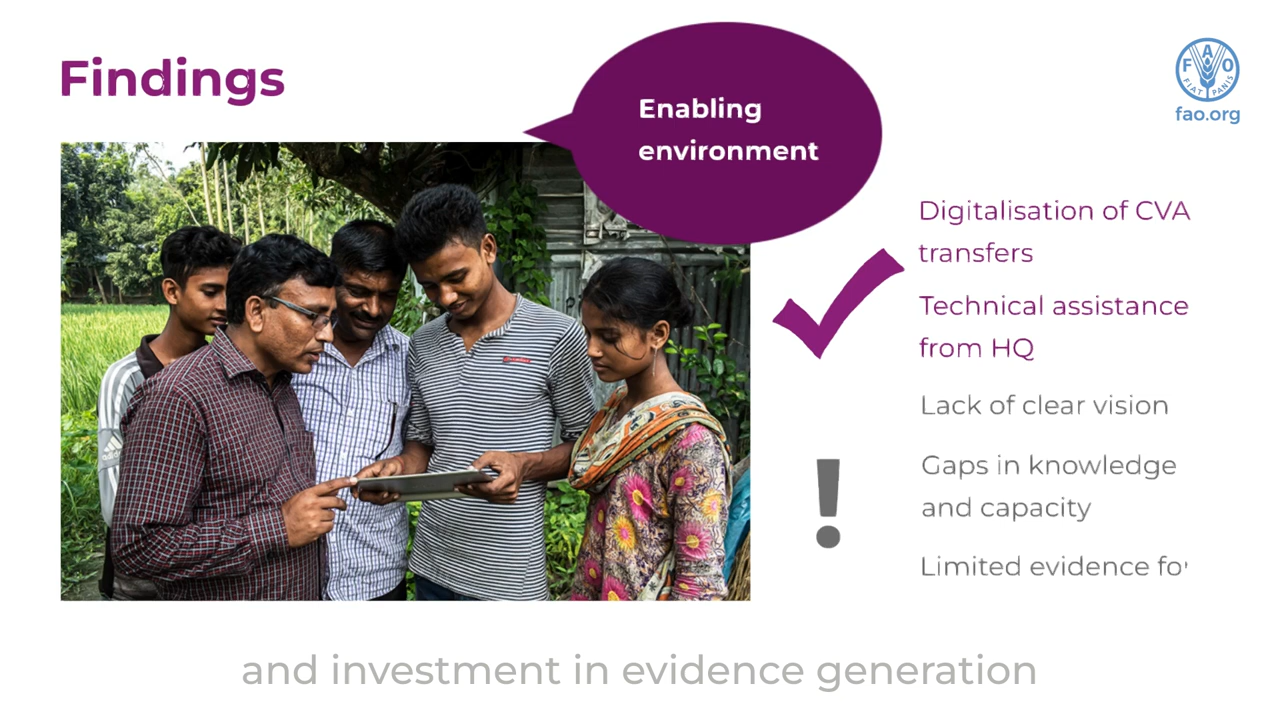 Findings
Enabling
environment
FAO
FIAT PANIS
fao.org
Digitalisation of CVA
transfers
Technical assistance
from HQ
Lack of clear vision
Gaps in knowledge
and capacity
Limited evidence
and investment in evidence generation